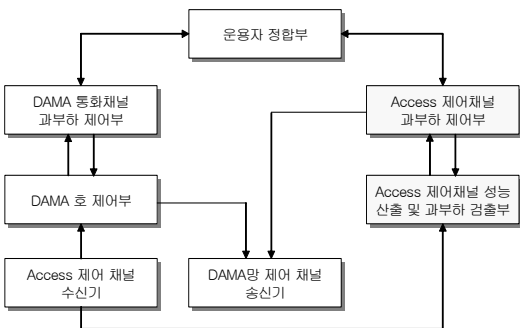 운용자 정합부
DAMA 통화채널
과부하 제어부
Access 제어채널
과부하 제어부
DAMA 호 제어부
Access 제어채널 성능
산출 및 과부하 검출부
Access 제어 채널
수신기
DAMA망 제어 채널
송신기